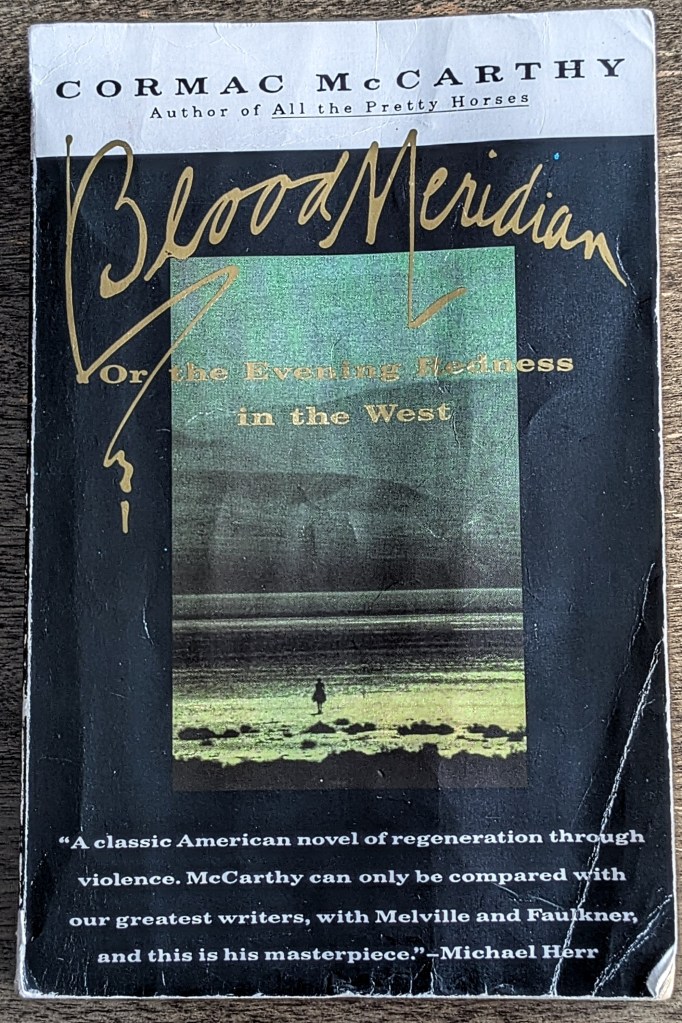 CORMAC McCARTHY
Author of All the Pretty Horses
Blood Meridian
Or the Evening Redness
in the West
“A classic American novel of regeneration through
violence. McCarthy can only be compared with
our greatest writers, with Melville and Faulkner,
and this is his masterpiece.”–Michael Herr